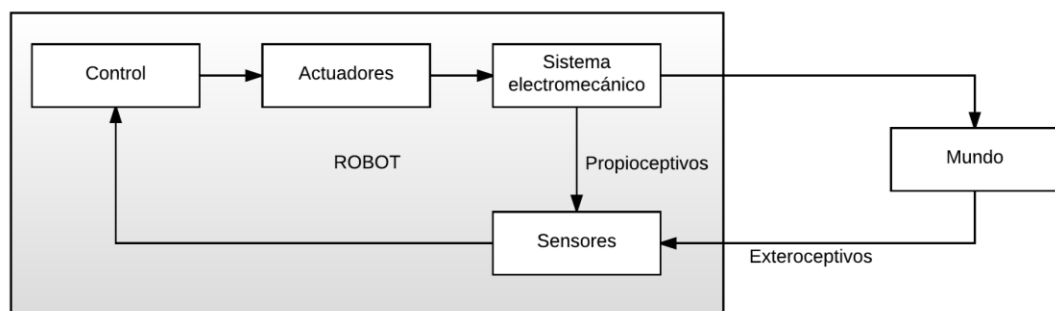 Control
Actuadores
Sistema
electromecánico
Mundo
ROBOT
Propioceptivos
Sensores
Exteroceptivos